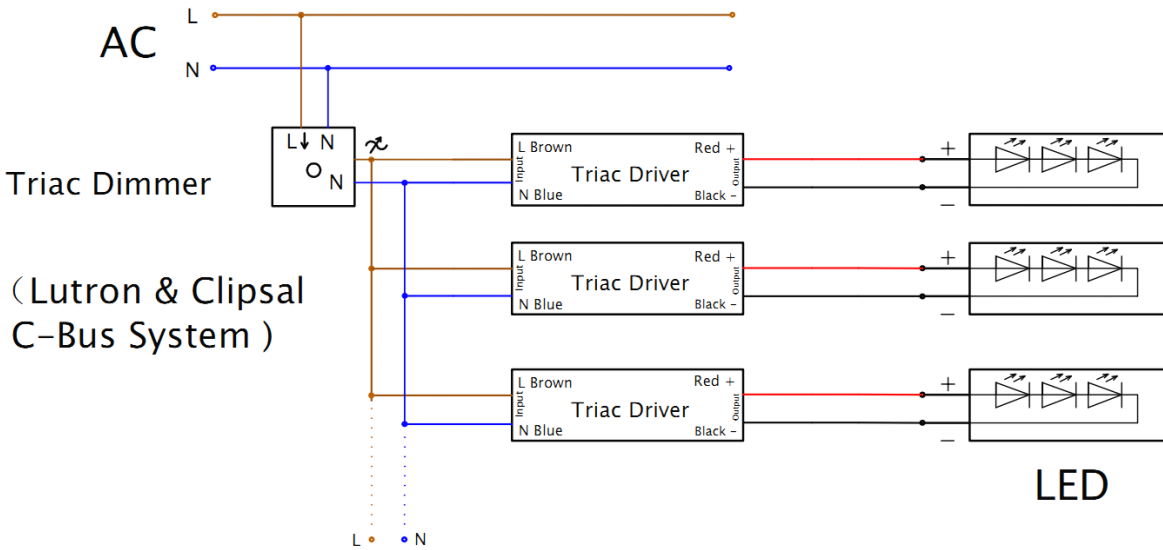 L
AC
N
L N
N
Triac Dimmer
（Lutron & Clipsal
C-Bus System )
L Brown
Input
N Blue
Triac Driver
Red +
Output
Black -
+
–
L Brown
Input
N Blue
Triac Driver
Red +
Output
Black -
+
–
L Brown
Input
N Blue
Triac Driver
Red +
Output
Black -
+
–
LED
L
N